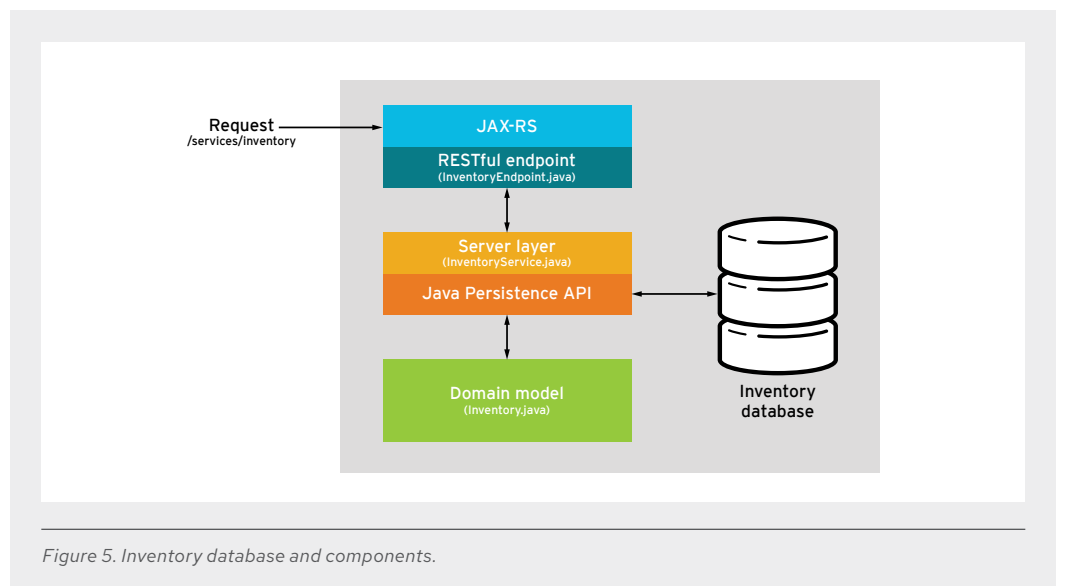 Request
/services/inventory
JAX-RS
RESTful endpoint
(InventoryEndpoint.java)
Server layer
(InventoryService.java)
Java Persistence API
Domain model
(Inventory.java)
Inventory
database
Figure 5. Inventory database and components.